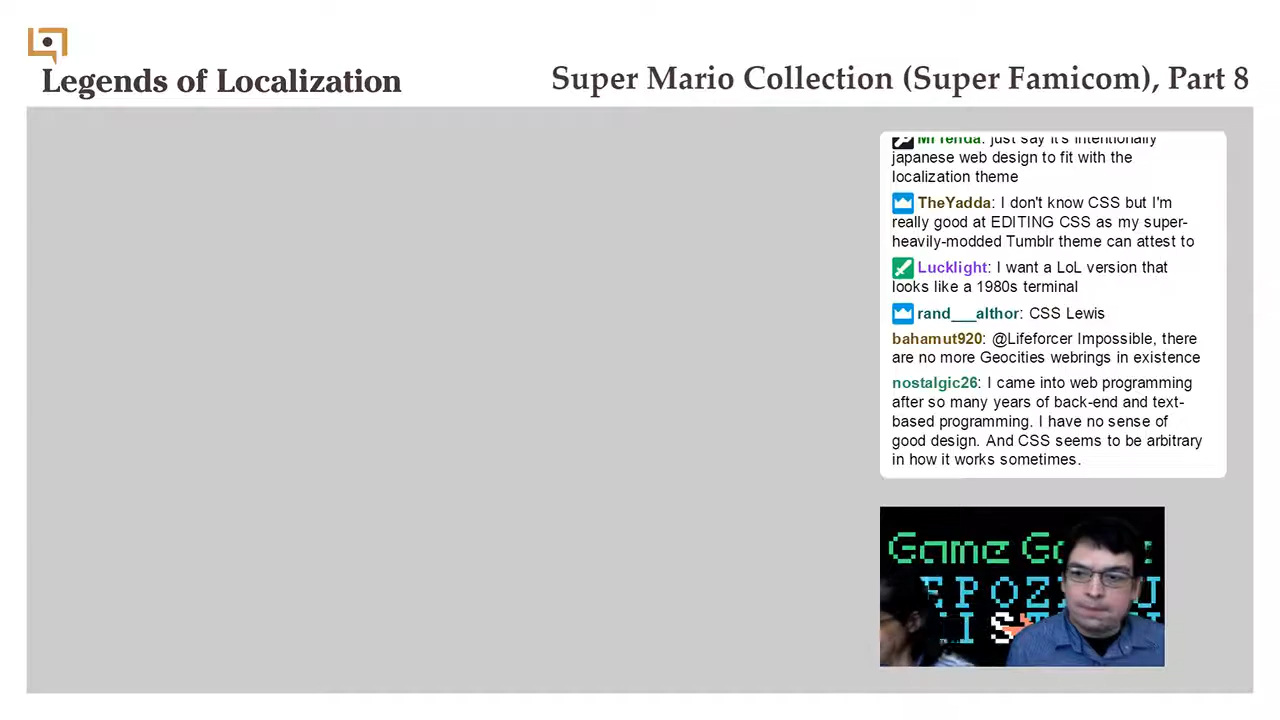 Legends of Localization
Super Mario Collection (Super Famicom), Part 8
MrTenda: just say it's intentionally
japanese web design to fit with the
localization theme
TheYadda: I don't know CSS but I'm
really good at EDITING CSS as my super-
heavily-modded Tumblr theme can attest to
Lucklight: I want a LoL version that
looks like a 1980s terminal
rand___althor: CSS Lewis
bahamut920: @Lifeforcer Impossible, there
are no more Geocities webrings in existence
nostalgic26: I came into web programming
after so many years of back-end and text-
based programming. I have no sense of
good design. And CSS seems to be arbitrary
in how it works sometimes.
Game